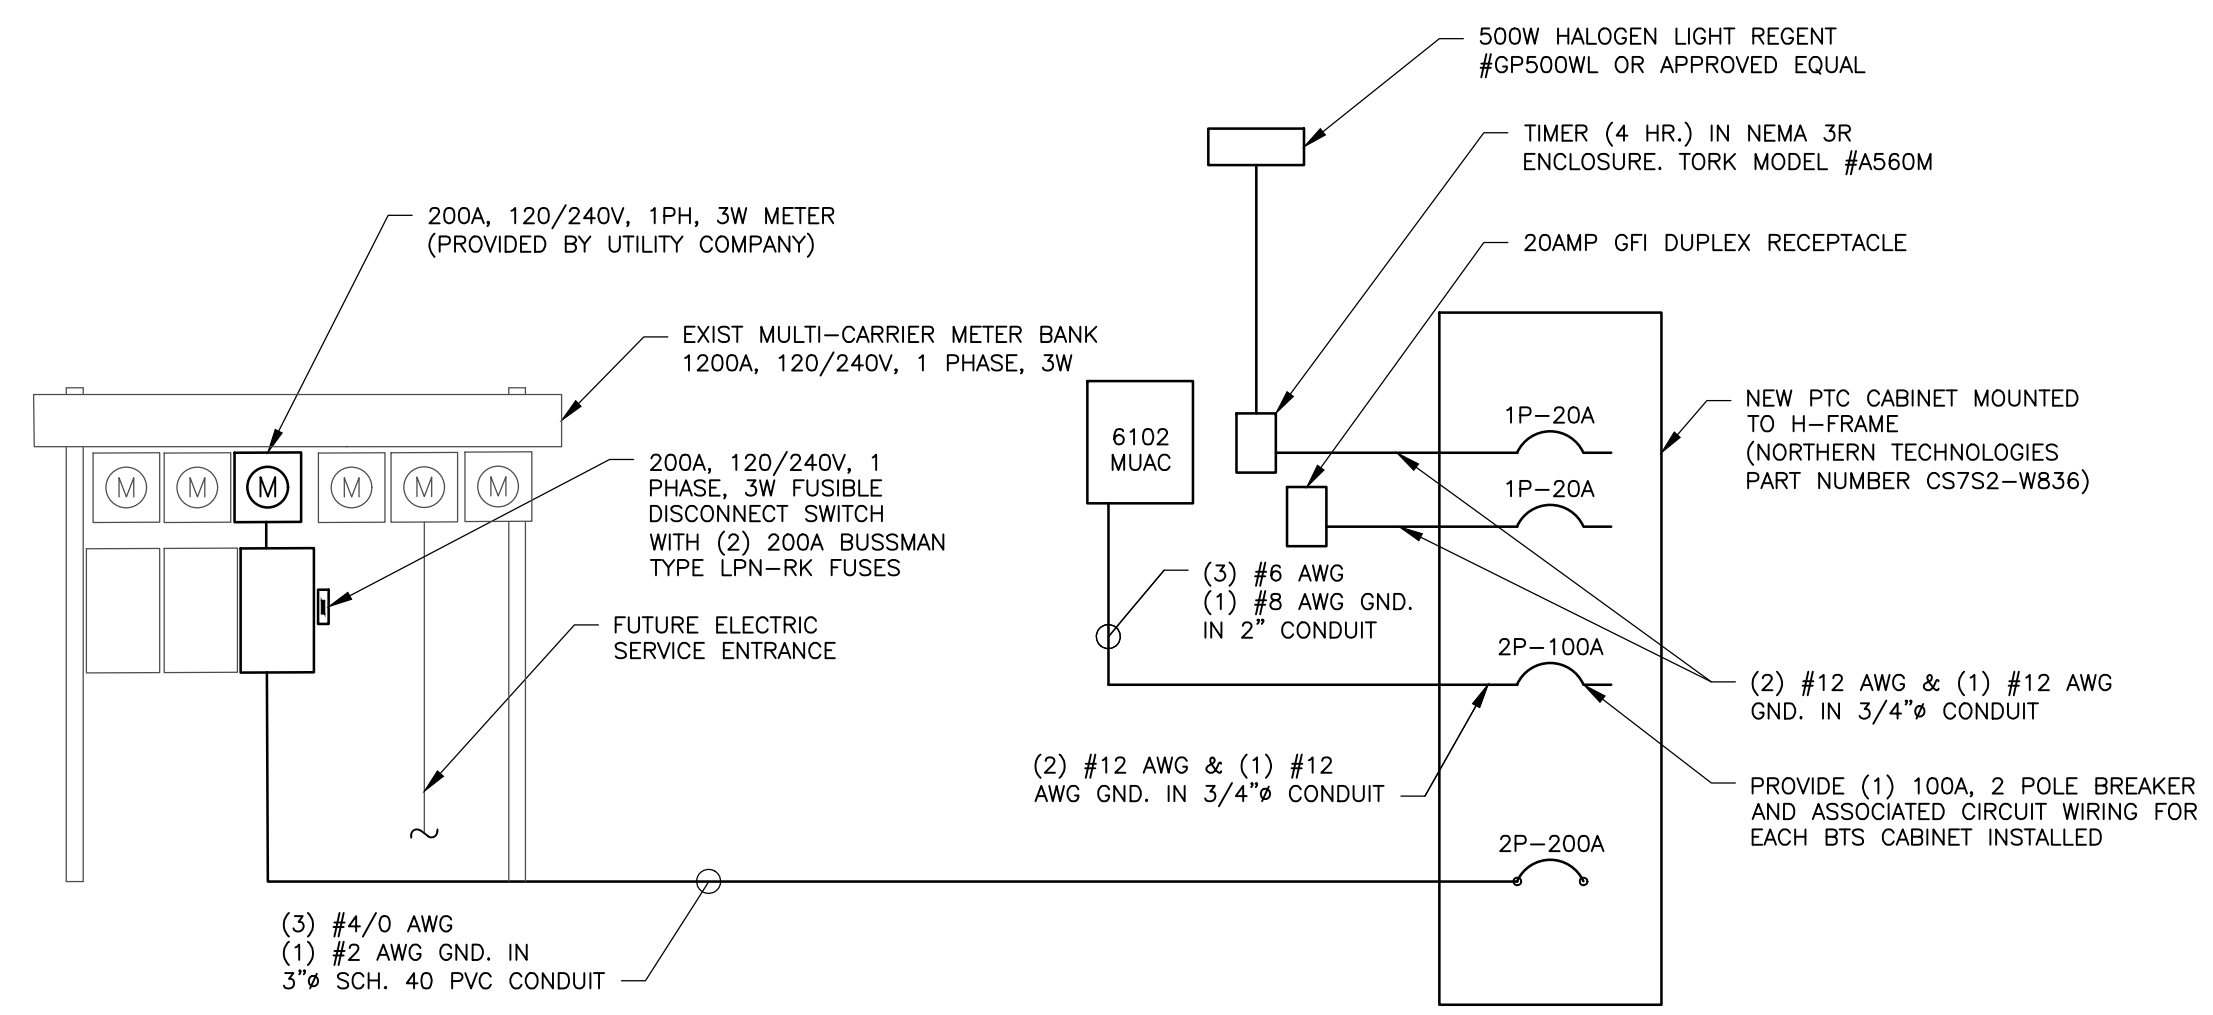 500W HALOGEN LIGHT REGENT
#GP500WL OR APPROVED EQUAL
TIMER (4 HR.) IN NEMA 3R
ENCLOSURE. TORK MODEL #A560M
200A, 120/240V, 1PH, 3W METER
(PROVIDED BY UTILITY COMPANY)
20AMP GFI DUPLEX RECEPTACLE
EXIST MULTI-CARRIER METER BANK
1200A, 120/240V, 1 PHASE, 3W
NEW PTC CABINET MOUNTED
TO H-FRAME
(NORTHERN TECHNOLOGIES
PART NUMBER CS7S2-W836)
1P-20A
6102
MUAC
M
M
M
M
M
M
200A, 120/240V, 1
PHASE, 3W FUSIBLE
DISCONNECT SWITCH
WITH (2) 200A BUSSMAN
TYPE LPN-RK FUSES
1P-20A
(3) #6 AWG
(1) #8 AWG GND.
IN 2" CONDUIT
FUTURE ELECTRIC
SERVICE ENTRANCE
2P-100A
(2) #12 AWG & (1) #12 AWG
GND. IN 3/4"ø CONDUIT
(2) #12 AWG & (1) #12
AWG GND. IN 3/4"ø CONDUIT
PROVIDE (1) 100A, 2 POLE BREAKER
AND ASSOCIATED CIRCUIT WIRING FOR
EACH BTS CABINET INSTALLED
2P-200A
(3) #4/0 AWG
(1) #2 AWG GND. IN
3"ø SCH. 40 PVC CONDUIT